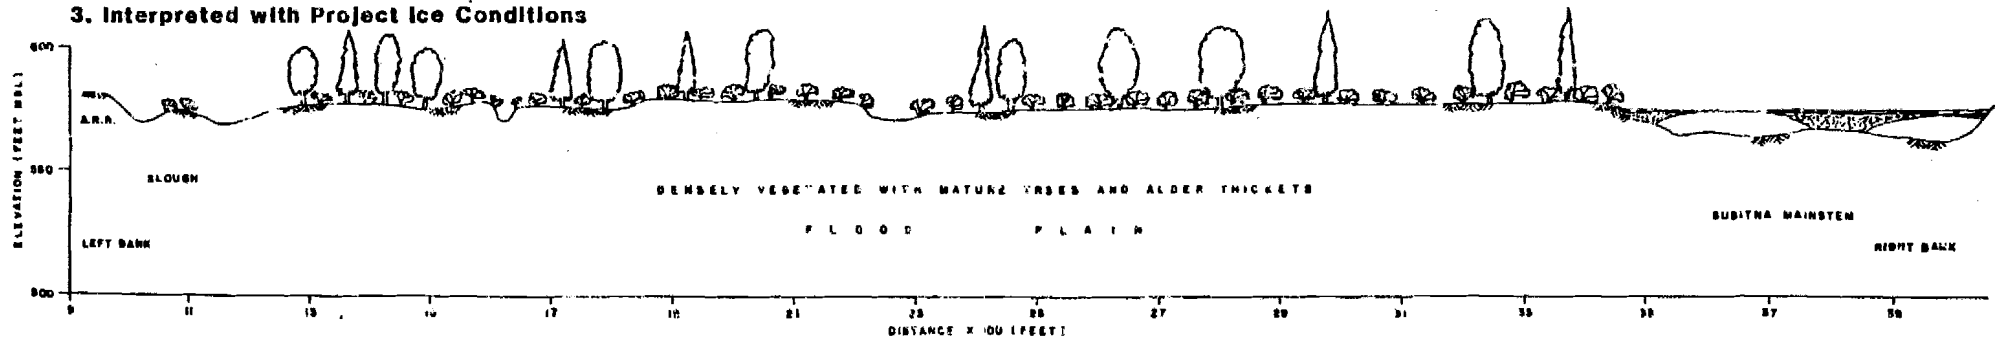 3. Interpreted with Project Ice Conditions
600
A.R.R.
550
SLOUGH
DENSELY VEGETATED WITH MATURE TREES AND ALDER THICKETS
SUSITNA MAINSTEM
FLOOD PLAIN
LEFT BANK
RIGHT BANK
500
ELEVATION (FEET MSL)
9 11 13 15 17 19 21 23 25 27 29 31 33 35 37 39
DISTANCE X 100 (FEET)